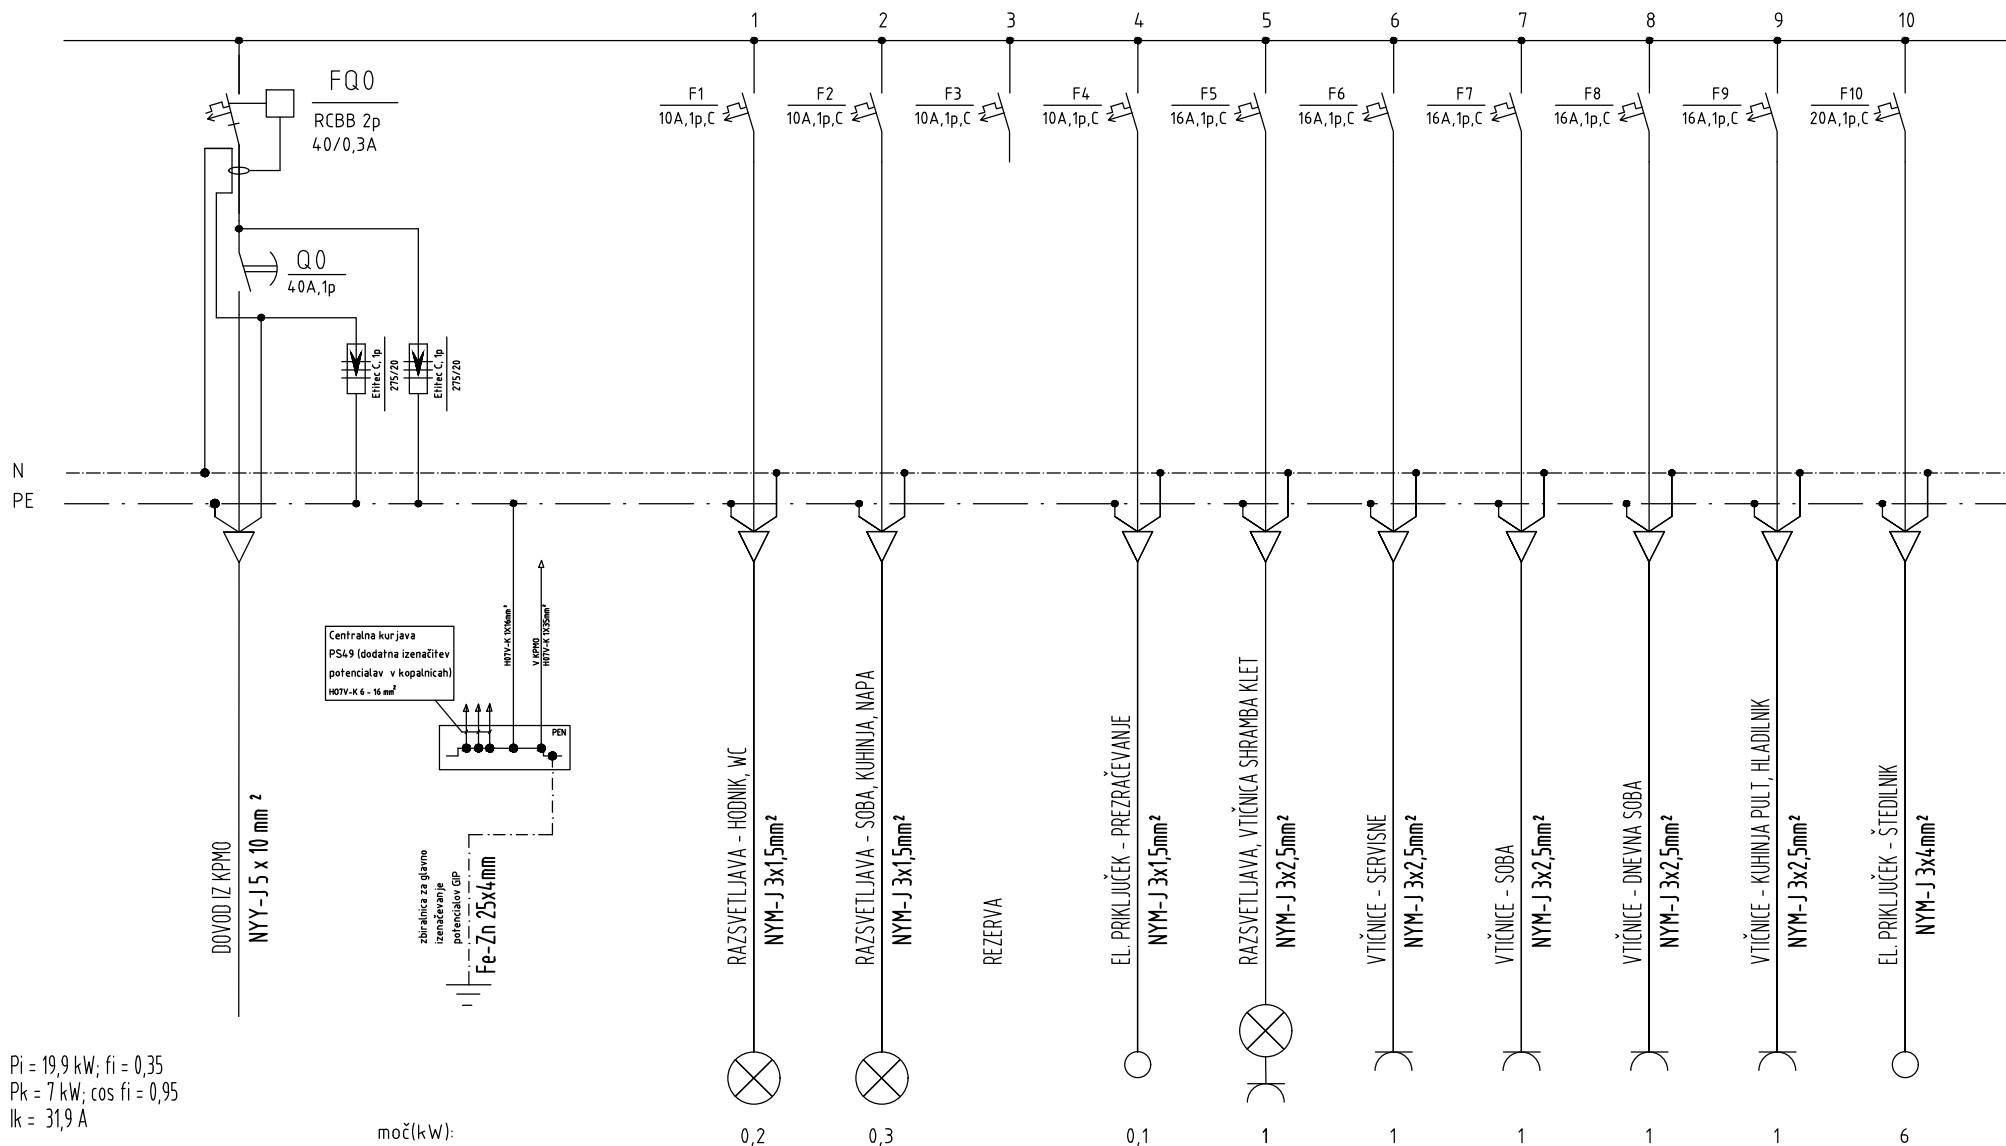 1 2 3 4 5 6 7 8 9 10
FQ0
RCBB 2p
40/0,3A
F1
10A,1p,C
F2
10A,1p,C
F3
10A,1p,C
F4
10A,1p,C
F5
16A,1p,C
F6
16A,1p,C
F7
16A,1p,C
F8
16A,1p,C
F9
16A,1p,C
F10
20A,1p,C
Q0
40A,1p
Etitec C, 1p
275/20
Etitec C, 1p
275/20
N
PE
Centralna kurjava
PS49 (dodatna izenačitev
potencialav v kopalnicah)
H07V-K 6 - 16 mm²
H07V-K 1X16mm²
V KPMO
H07V-K 1X35mm²
PEN
DOVOD IZ KPMO
NYY-J 5 x 10 mm²
zbiralnica za glavno
izenačevanje
potencialov GIP
Fe-Zn 25x4mm
RAZSVETLJAVA - HODNIK, WC
NYM-J 3x1,5mm²
RAZSVETLJAVA - SOBA, KUHINJA, NAPA
NYM-J 3x1,5mm²
REZERVA
EL. PRIKLJUČEK - PREZRAČEVANJE
NYM-J 3x1,5mm²
RAZSVETLJAVA, VTIČNICA SHRAMBA KLET
NYM-J 3x2,5mm²
VTIČNICE - SERVISNE
NYM-J 3x2,5mm²
VTIČNICE - SOBA
NYM-J 3x2,5mm²
VTIČNICE - DNEVNA SOBA
NYM-J 3x2,5mm²
VTIČNICE - KUHINJA PULT, HLADILNIK
NYM-J 3x2,5mm²
EL. PRIKLJUČEK - ŠTEDILNIK
NYM-J 3x4mm²
Pi = 19,9 kW; fi = 0,35
Pk = 7 kW; cos fi = 0,95
Ik = 31,9 A
moč(kW): 0,2 0,3 0,1 1 1 1 1 1 6